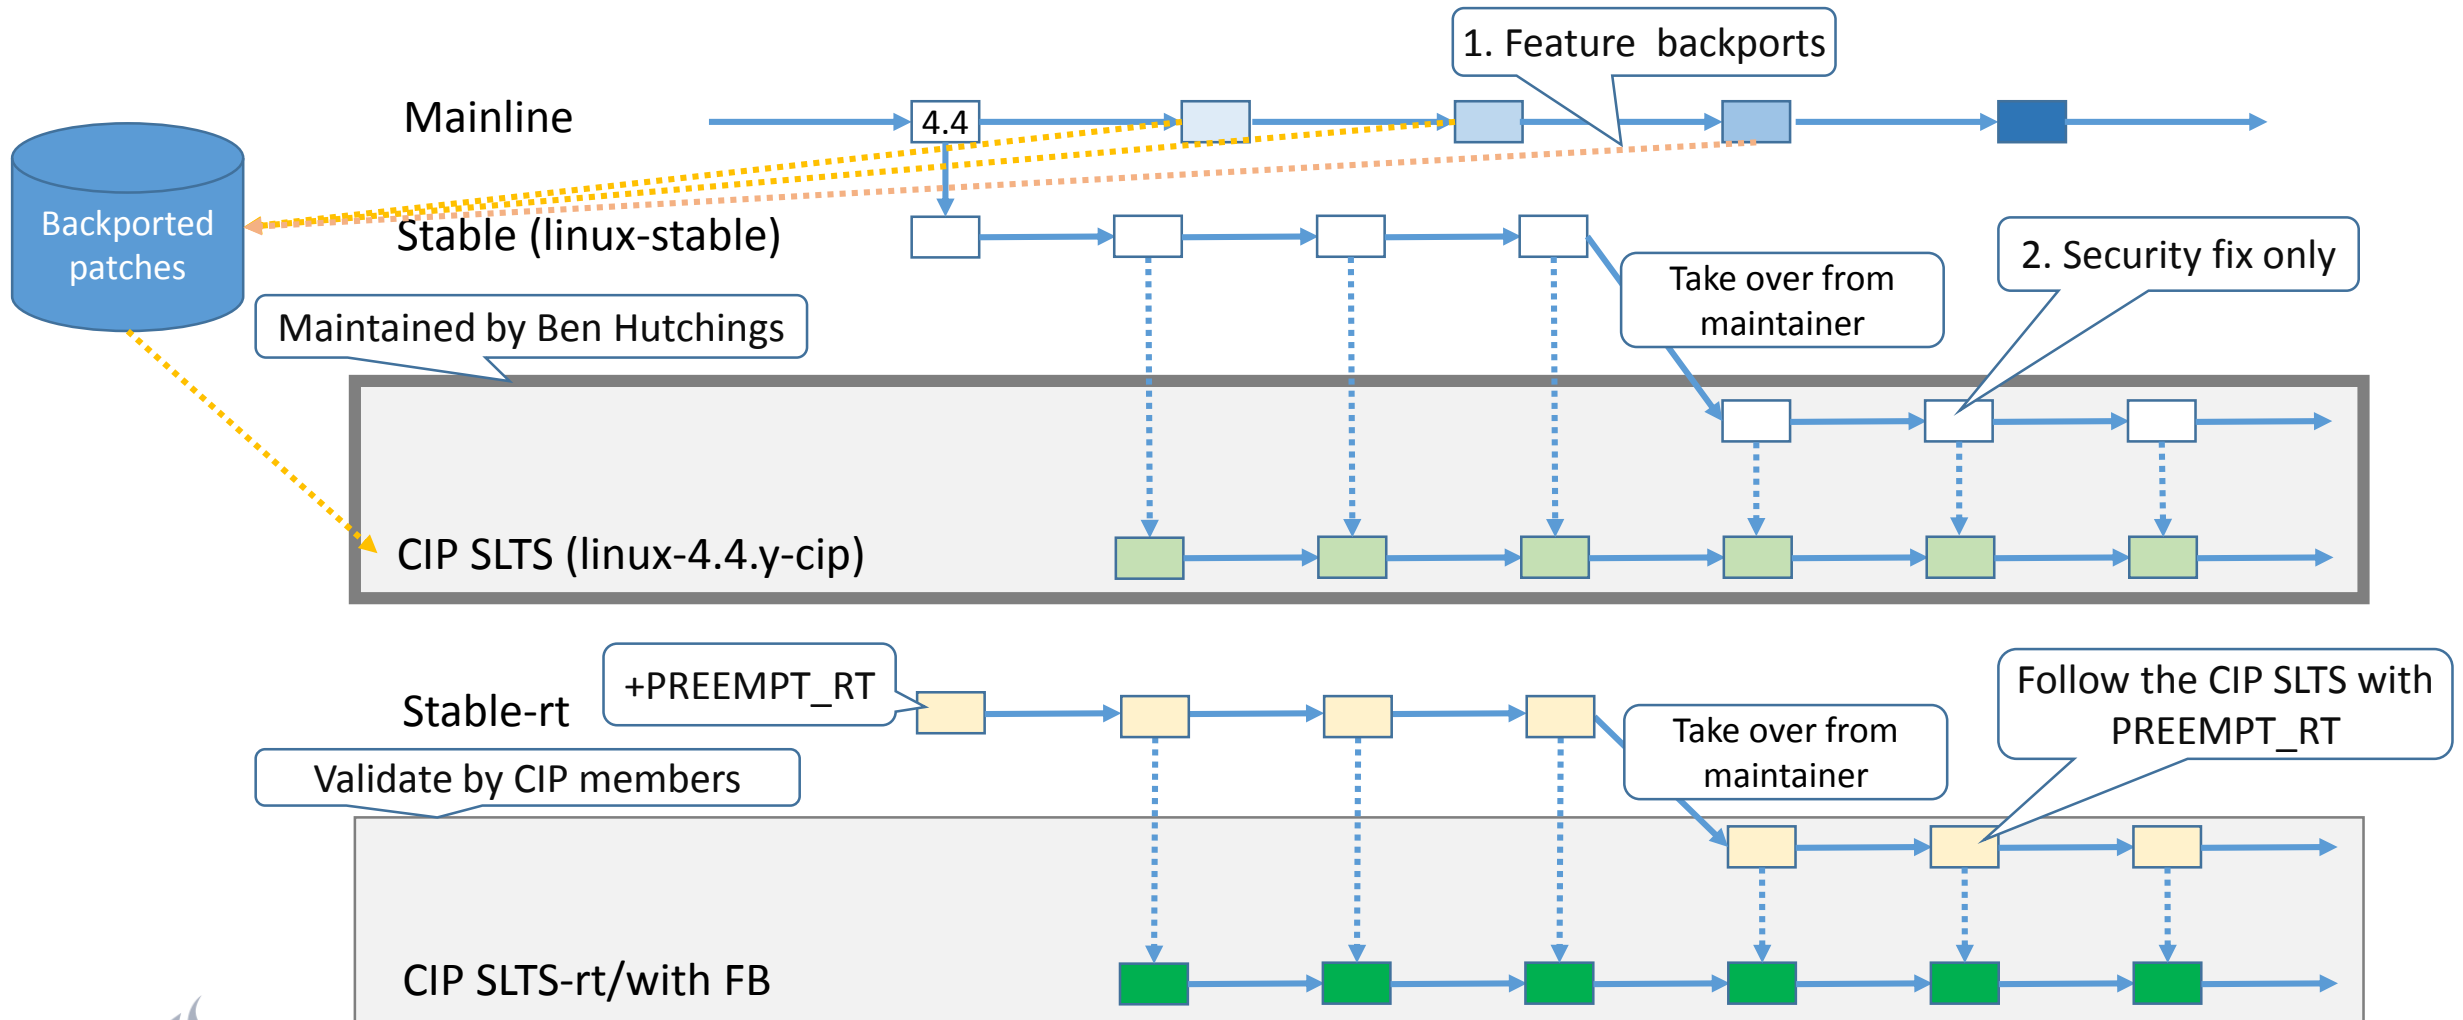 1. Feature backports
Mainline
4.4
Backported
patches
Stable (linux-stable)
2. Security fix only
Take over from
maintainer
Maintained by Ben Hutchings
CIP SLTS (linux-4.4.y-cip)
+PREEMPT_RT
Stable-rt
Follow the CIP SLTS with
PREEMPT_RT
Take over from
maintainer
Validate by CIP members
CIP SLTS-rt/with FB